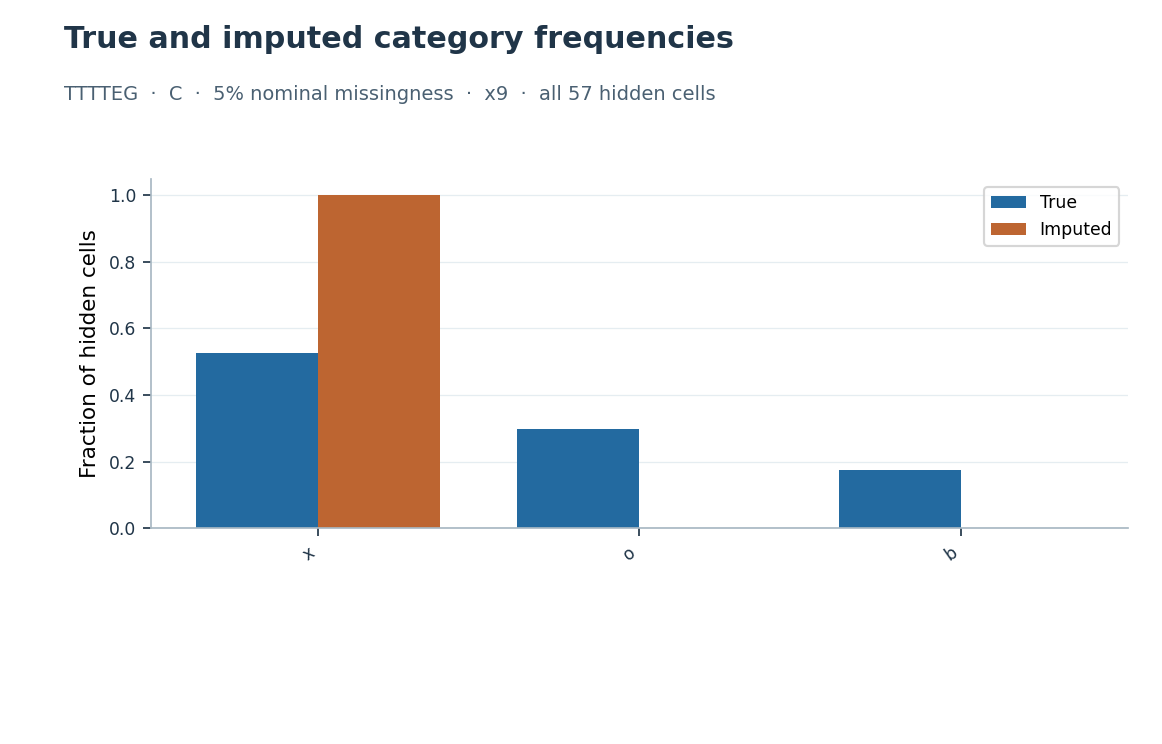 True and imputed category frequencies
TTTTEG · C · 5% nominal missingness · x9 · all 57 hidden cells
True
Imputed
Fraction of hidden cells
1.0
0.8
0.6
0.4
0.2
0.0
x
o
b